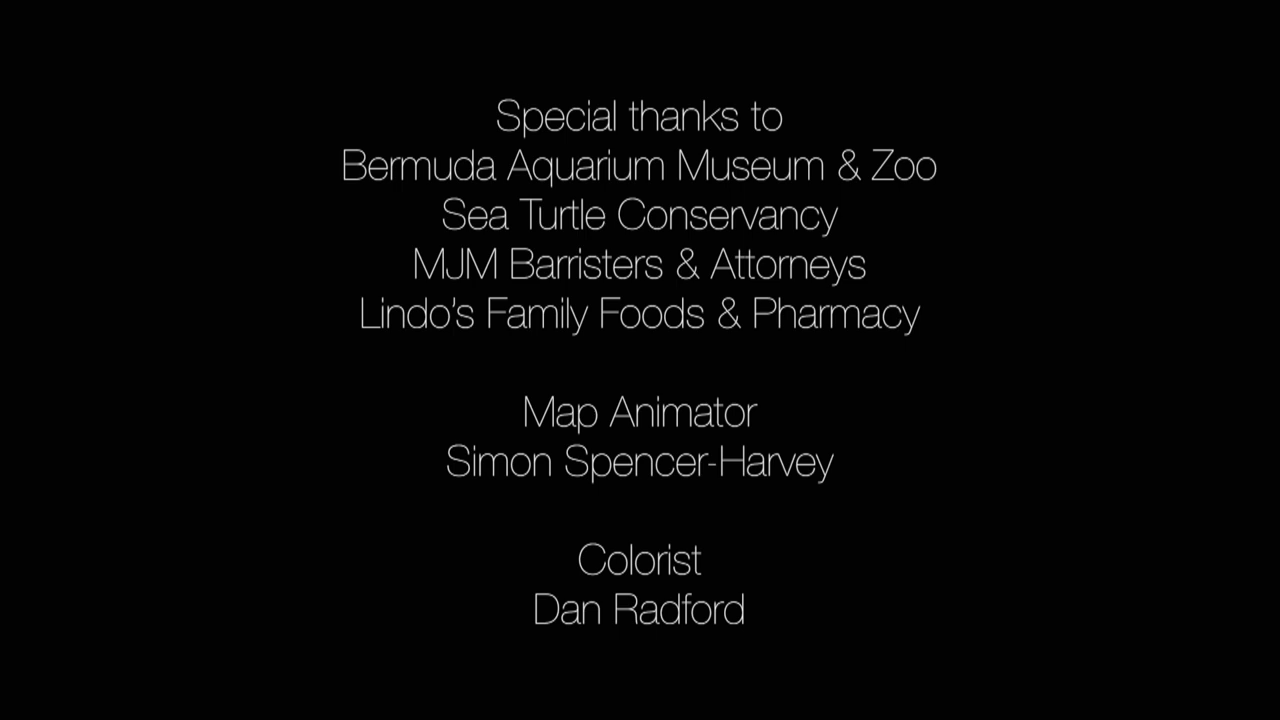 Special thanks to
Bermuda Aquarium Museum & Zoo
Sea Turtle Conservancy
MJM Barristers & Attorneys
Lindo's Family Foods & Pharmacy
Map Animator
Simon Spencer-Harvey
Colorist
Dan Radford